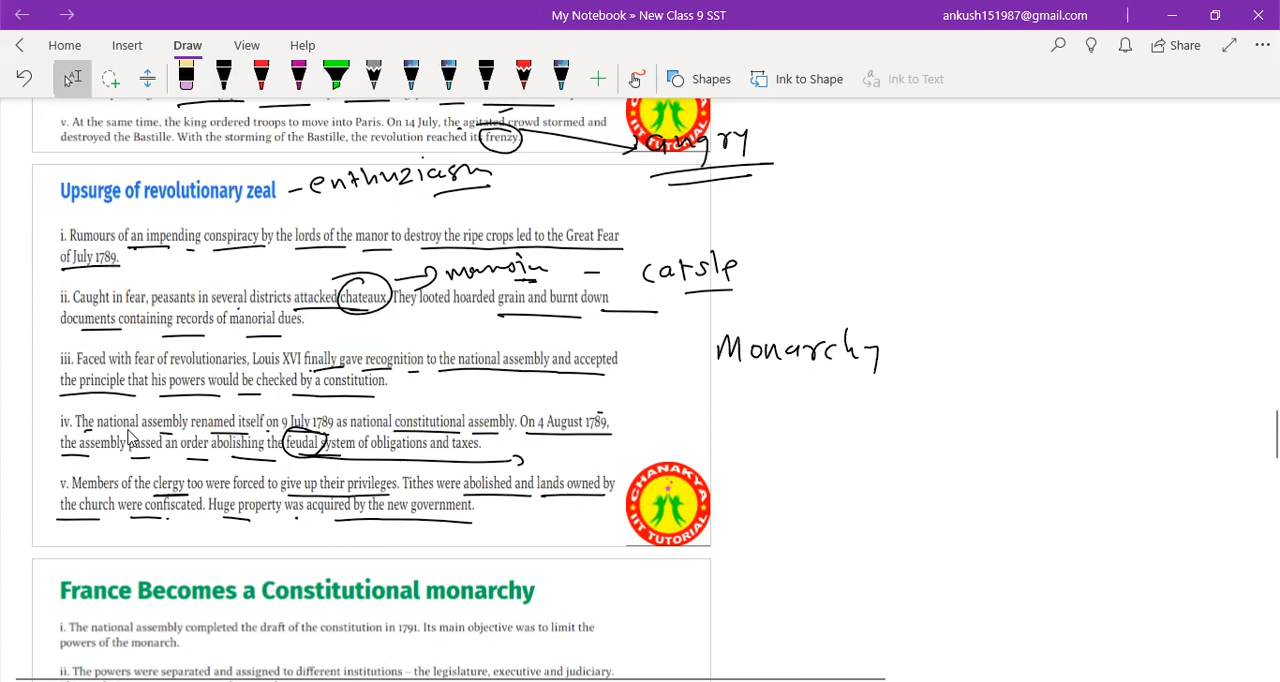 My Notebook » New Class 9 SST
ankush151987@gmail.com
Home Insert Draw View Help
Share
Shapes
Ink to Shape
Ink to Text
v. At the same time, the king ordered troops to move into Paris. On 14 July, the agitated crowd stormed and
destroyed the Bastille. With the storming of the Bastille, the revolution reached its frenzy.
angry
Upsurge of revolutionary zeal
- enthuziasm
i. Rumours of an impending conspiracy by the lords of the manor to destroy the ripe crops led to the Great Fear
of July 1789.
catsle
ii. Caught in fear, peasants in several districts attacked chateaux. They looted hoarded grain and burnt down
documents containing records of manorial dues.
Monarchy
iii. Faced with fear of revolutionaries, Louis XVI finally gave recognition to the national assembly and accepted
the principle that his powers would be checked by a constitution.
iv. The national assembly renamed itself on 9 July 1789 as national constitutional assembly. On 4 August 1789,
the assembly passed an order abolishing the feudal system of obligations and taxes.
v. Members of the clergy too were forced to give up their privileges. Tithes were abolished and lands owned by
the church were confiscated. Huge property was acquired by the new government.
CHANAKYA
IIT TUTORIAL
France Becomes a Constitutional monarchy
i. The national assembly completed the draft of the constitution in 1791. Its main objective was to limit the
powers of the monarch.
ii. The powers were separated and assigned to different institutions – the legislature, executive and judiciary.